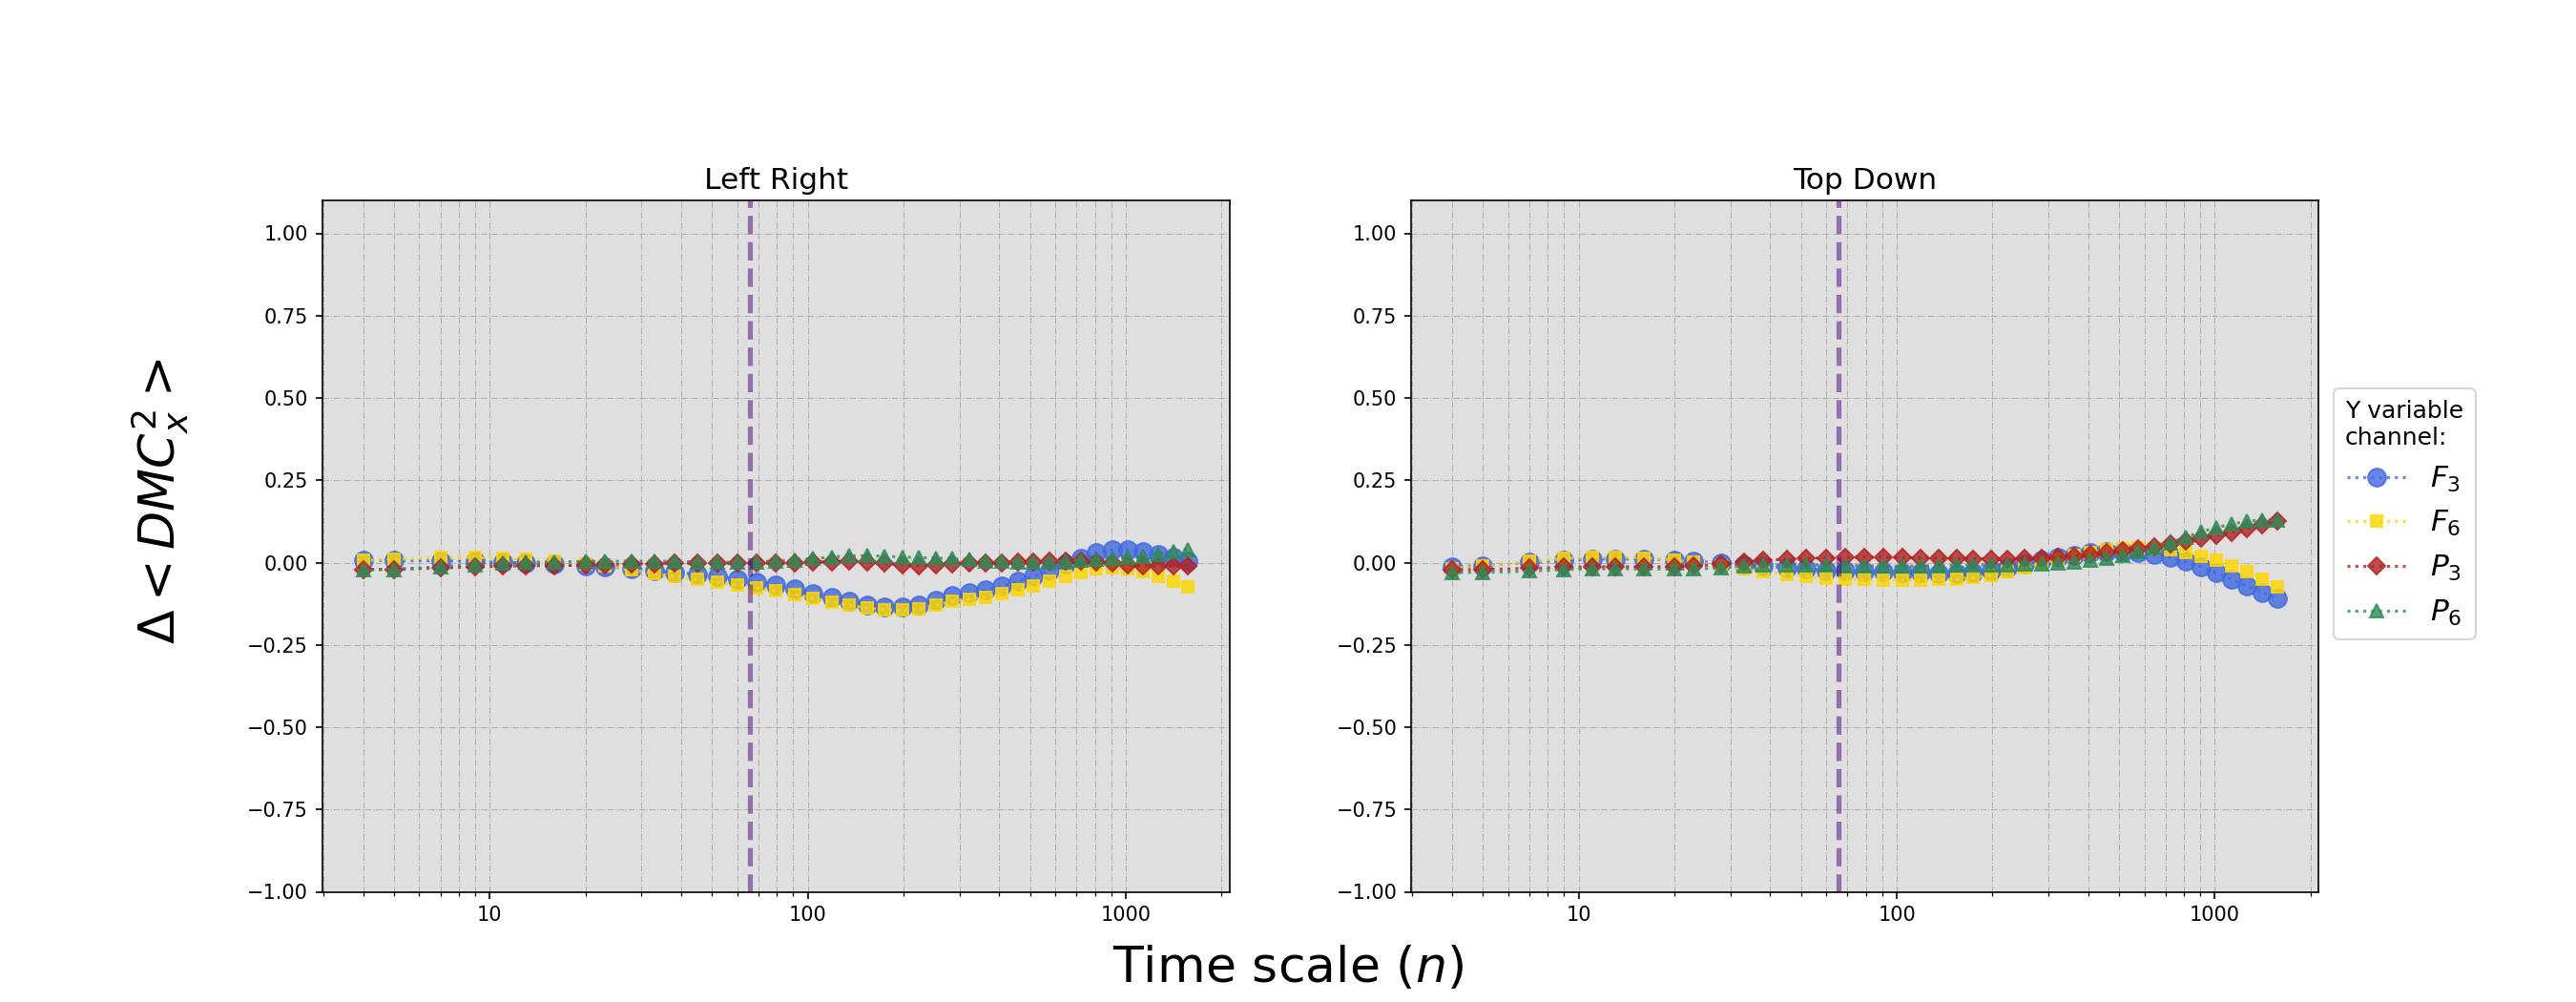 Left Right
Top Down
Δ < DMC²ₓ >
1.00
0.75
0.50
0.25
0.00
−0.25
−0.50
−0.75
−1.00
10 100 1000
1.00
0.75
0.50
0.25
0.00
−0.25
−0.50
−0.75
−1.00
10 100 1000
Y variable
channel:
F₃
F₆
P₃
P₆
Time scale (n)